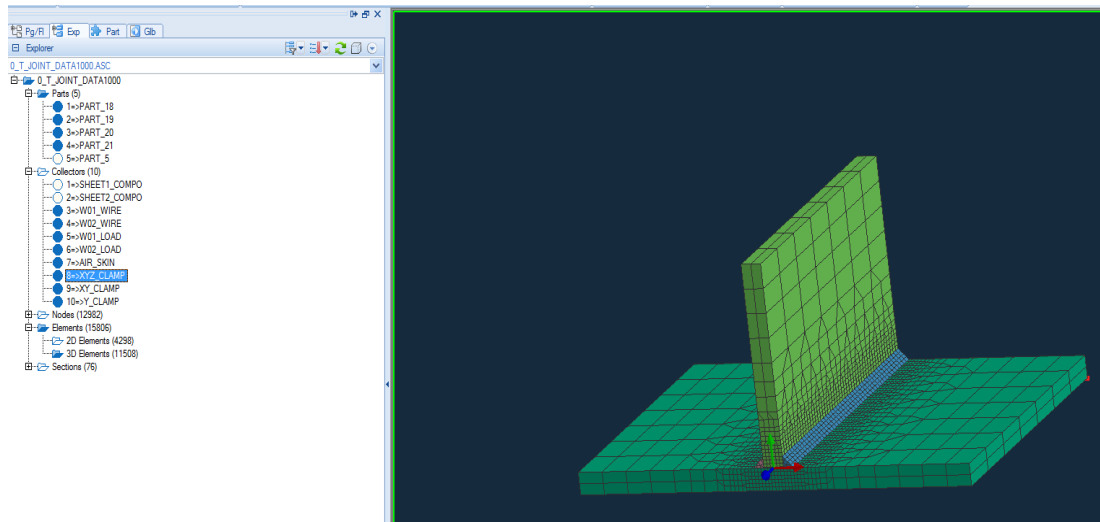 Pg/Fl Exp Part Glb
Explorer
0_T_JOINT_DATA1000.ASC
0_T_JOINT_DATA1000
Parts (5)
1=>PART_18
2=>PART_19
3=>PART_20
4=>PART_21
5=>PART_5
Collectors (10)
1=>SHEET1_COMPO
2=>SHEET2_COMPO
3=>W01_WIRE
4=>W02_WIRE
5=>W01_LOAD
6=>W02_LOAD
7=>AIR_SKIN
8=>XYZ_CLAMP
9=>XY_CLAMP
10=>Y_CLAMP
Nodes (12982)
Elements (15806)
2D Elements (4298)
3D Elements (11508)
Sections (76)